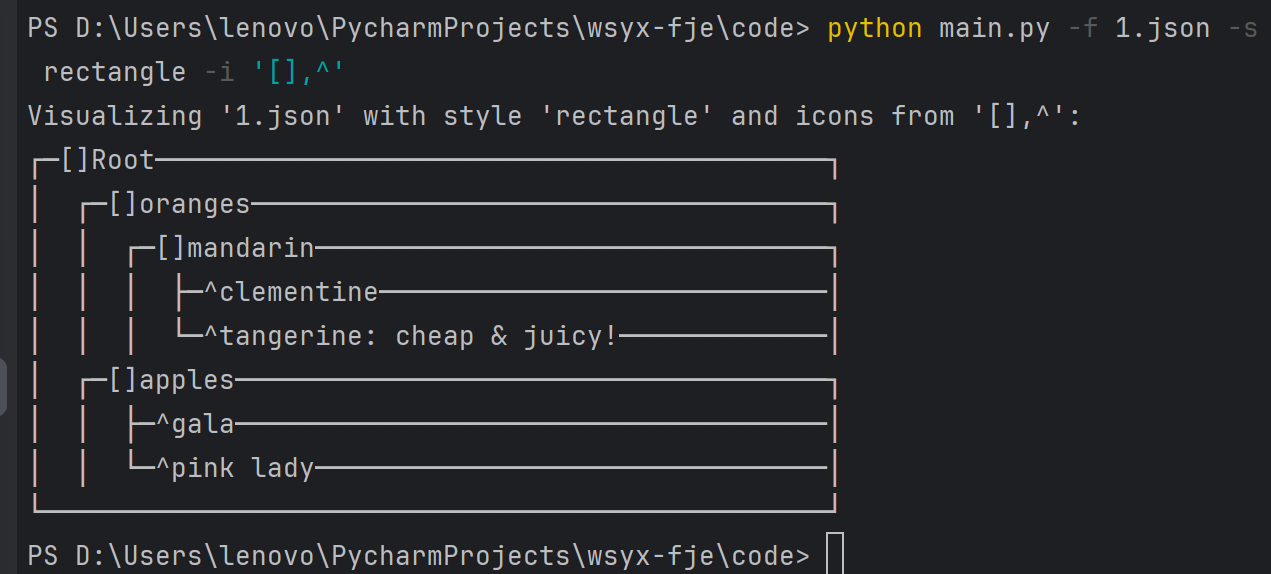 PS D:\Users\lenovo\PycharmProjects\wsyx-fje\code> python main.py -f 1.json -s
 rectangle -i '[],^'
Visualizing '1.json' with style 'rectangle' and icons from '[],^':
┌─[]Root──────────────────────────────────────────┐
│  ┌─[]oranges────────────────────────────────────┐
│  │  ┌─[]mandarin────────────────────────────────┐
│  │  │  ├─^clementine────────────────────────────│
│  │  │  └─^tangerine: cheap & juicy!─────────────│
│  ┌─[]apples─────────────────────────────────────┐
│  │  ├─^gala─────────────────────────────────────│
│  │  └─^pink lady────────────────────────────────│
└─────────────────────────────────────────────────┘
PS D:\Users\lenovo\PycharmProjects\wsyx-fje\code>